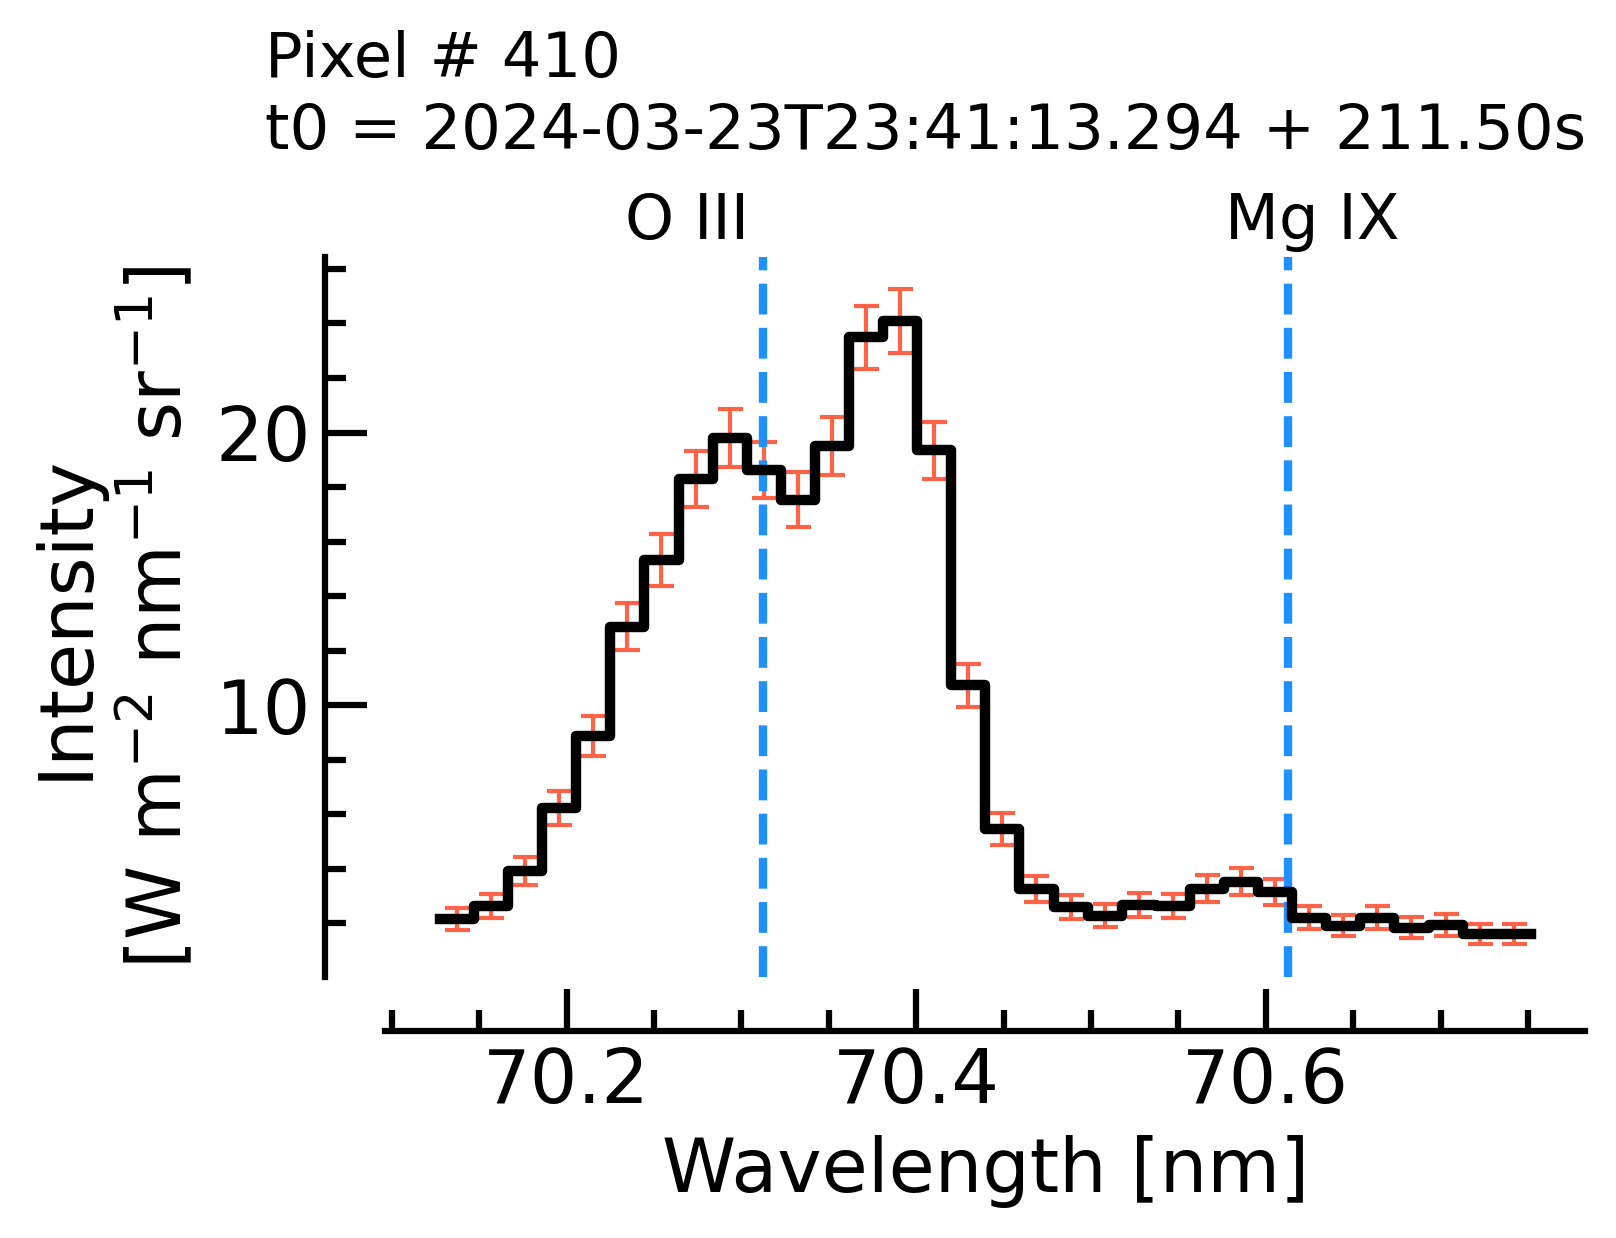 Pixel # 410
t0 = 2024-03-23T23:41:13.294 + 211.50s
O III
Mg IX
Intensity
[W m⁻² nm⁻¹ sr⁻¹]
20
10
70.2
70.4
70.6
Wavelength [nm]